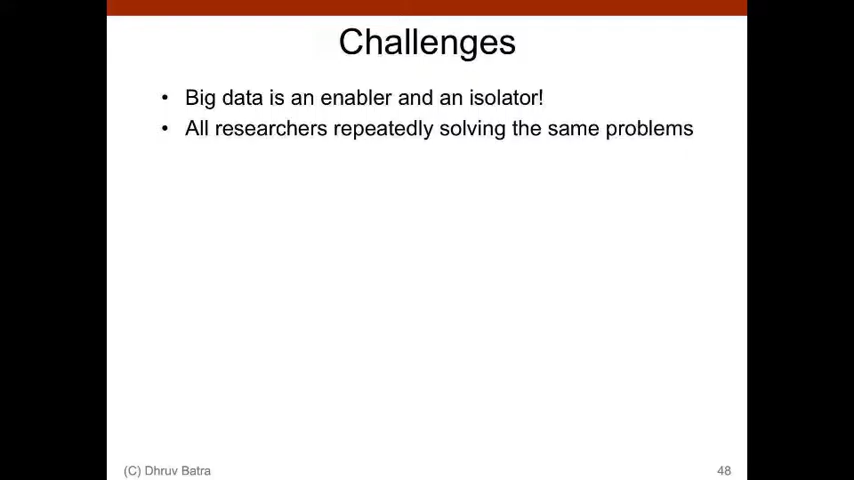 Challenges
• Big data is an enabler and an isolator!
• All researchers repeatedly solving the same problems
(C) Dhruv Batra
48